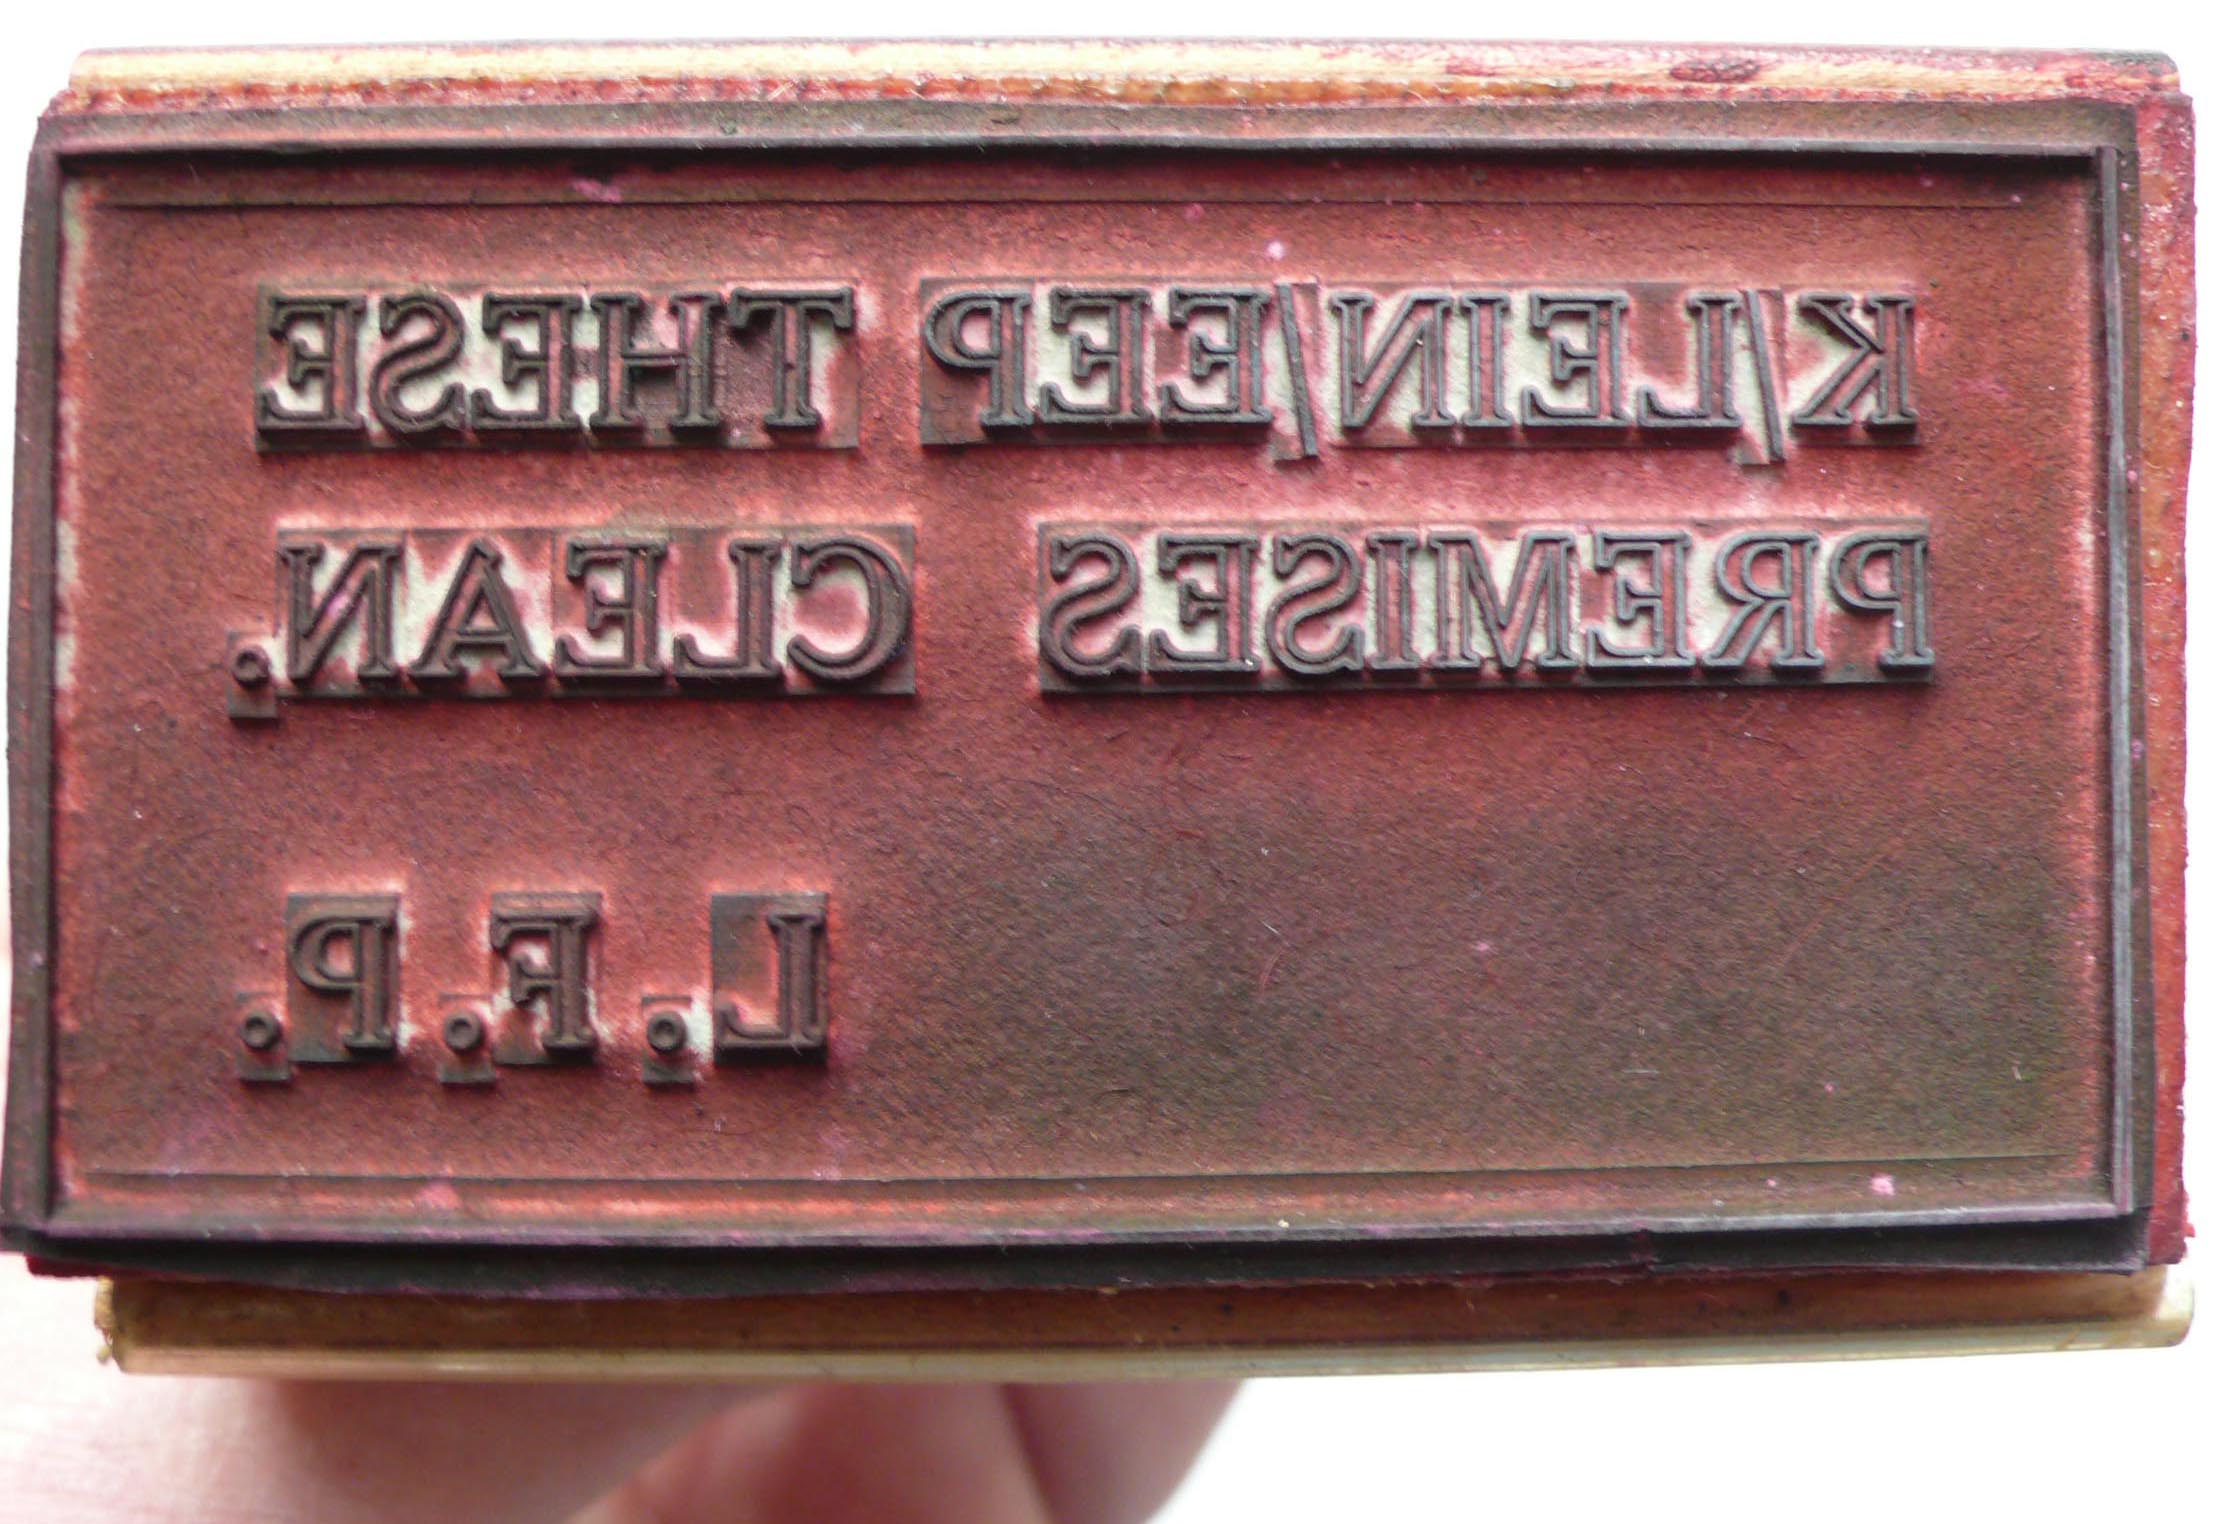 K/LEIN/EEP THESE
PREMISES CLEAN.
L.F.P.